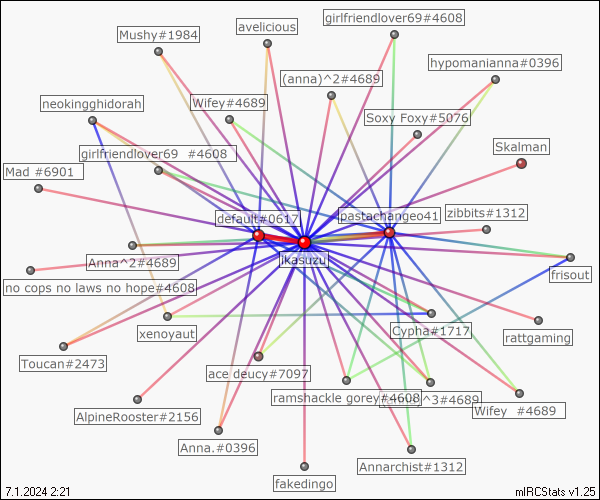 girlfriendlover69#4608
avelicious
Mushy#1984
hypomanianna#0396
(anna)^2#4689
neokingghidorah
Wifey#4689
Soxy Foxy#5076
girlfriendlover69 #4608
Skalman
Mad #6901
default#0617
pastachangeo41
zibbits#1312
Anna^2#4689
ikasuzu
frisout
no cops no laws no hope#4608
xenoyaut
Cypha#1717
rattgaming
Toucan#2473
ace deucy#7097
ramshackle gorey#4608
^3#4689
AlpineRooster#2156
Wifey #4689
Anna.#0396
Annarchist#1312
fakedingo
7.1.2024 2:21
mIRCStats v1.25